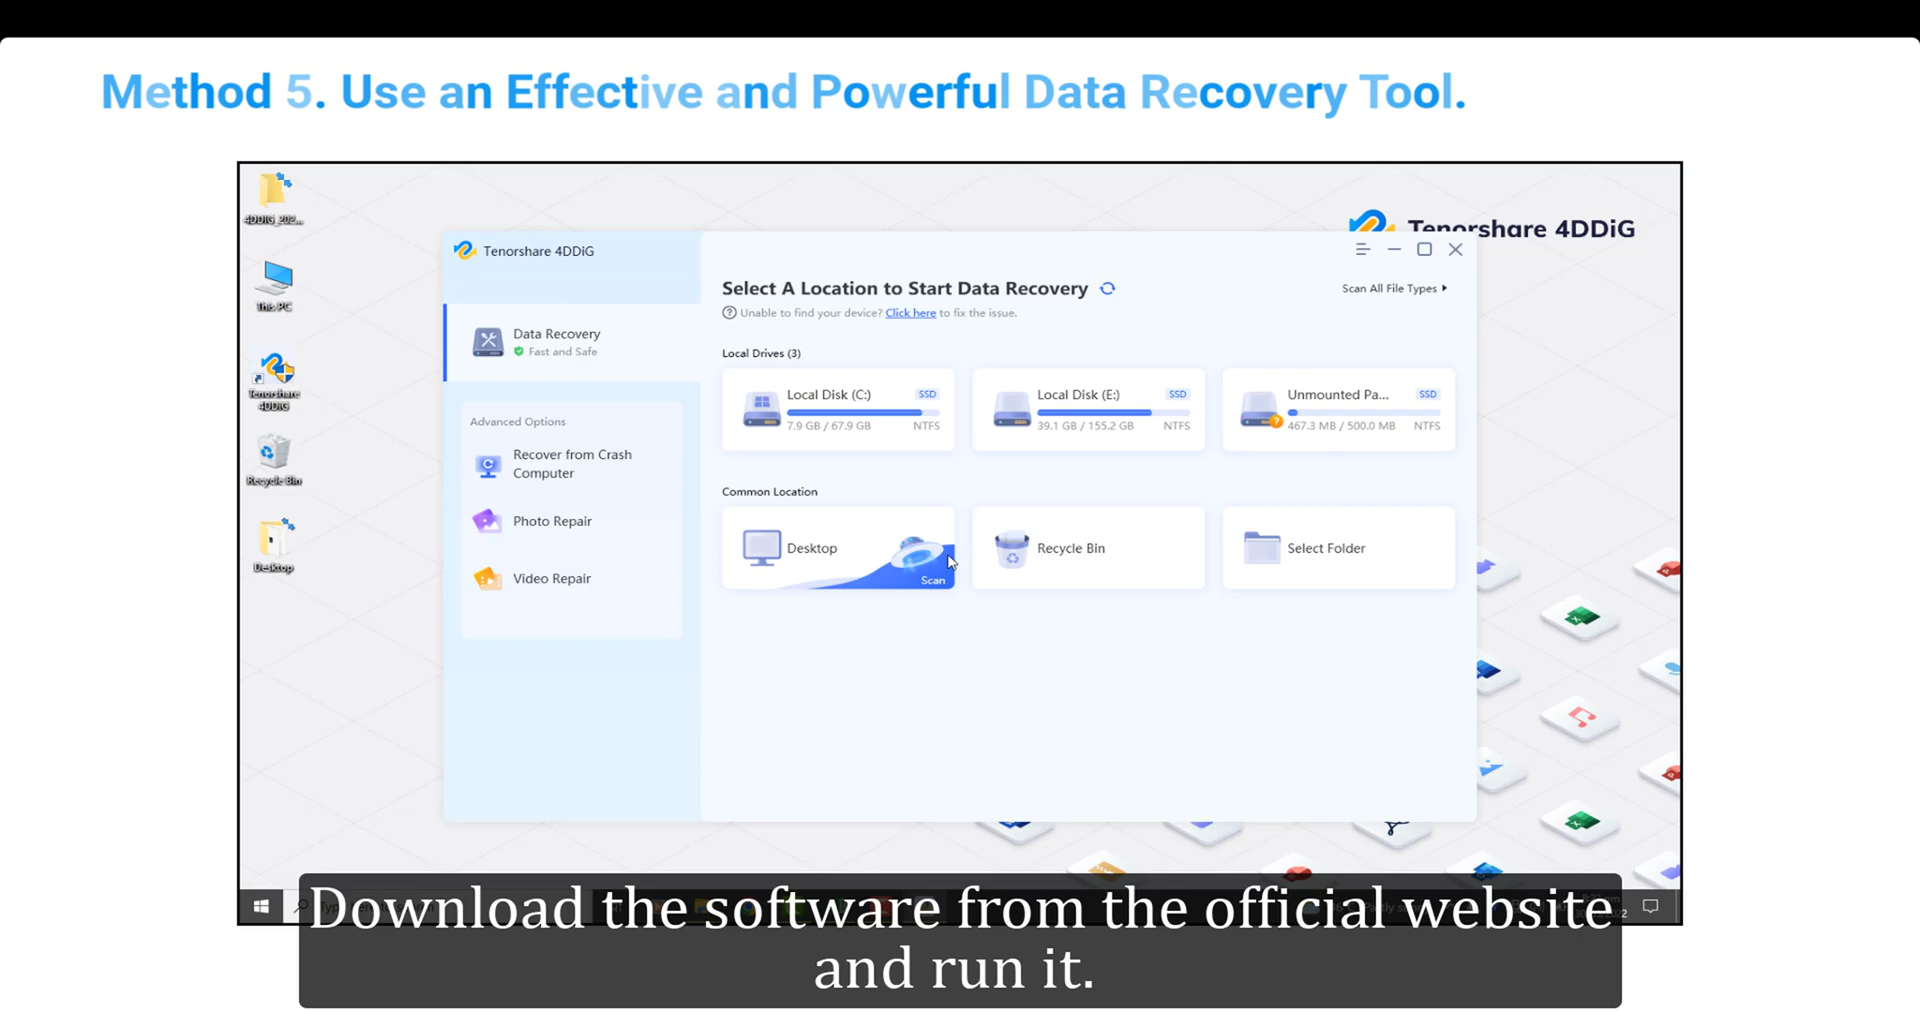 Method 5. Use an Effective and Powerful Data Recovery Tool.
4DDIG_202...
This PC
Tenorshare
4DDiG
Recycle Bin
Desktop
Tenorshare 4DDiG
Tenorshare 4DDiG
Data Recovery
Fast and Safe
Advanced Options
Recover from Crash
Computer
Photo Repair
Video Repair
Select A Location to Start Data Recovery
Scan All File Types
Unable to find your device? Click here to fix the issue.
Local Drives (3)
Local Disk (C:) SSD
7.9 GB / 67.9 GB NTFS
Local Disk (E:) SSD
39.1 GB / 155.2 GB NTFS
Unmounted Pa... SSD
467.3 MB / 500.0 MB NTFS
Common Location
Desktop
Scan
Recycle Bin
Select Folder
Download the software from the official website
and run it.